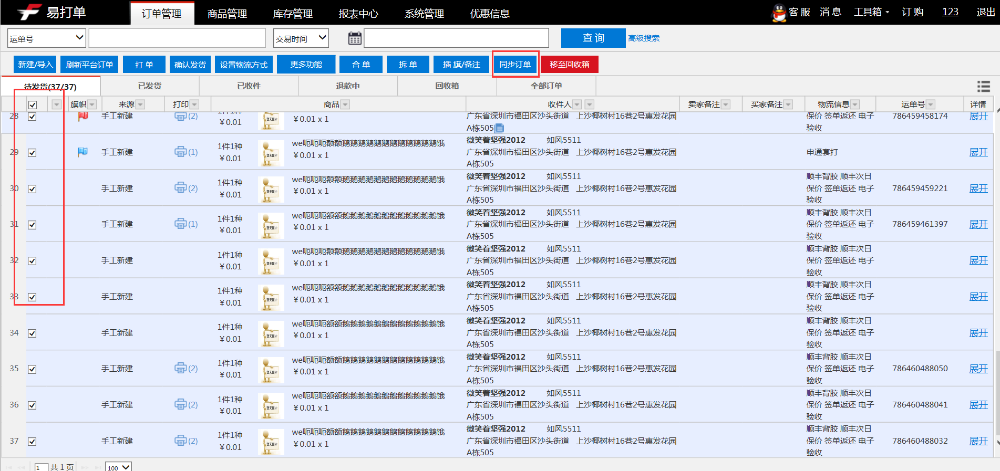 易打单 订单管理 商品管理 库存管理 报表中心 系统管理 优惠信息 客服 消息 工具箱 订购 123 退出
运单号 交易时间 查 询 高级搜索
新建/导入 刷新平台订单 打 单 确认发货 设置物流方式 更多功能 合 单 拆 单 插 旗/备注 同步订单 移至回收箱
待发货(37/37) 已发货 已收件 退款中 回收箱 全部订单
旗帜 来源 打印 商品 收件人 卖家备注 买家备注 物流信息 运单号 详情
28 手工新建 (2) 1件1种 ¥0.01 ¥0.01 x 1 广东省深圳市福田区沙头街道 上沙椰树村16巷2号惠发花园 保价 签单返还 电子 786459458174 展开
A栋505 验收
微笑着坚强2012 如风5511
29 手工新建 (1) 1件1种 ¥0.01 we呃呃呃额额鹅鹅鹅鹅鹅鹅鹅鹅鹅鹅鹅鹅饿 ¥0.01 x 1 广东省深圳市福田区沙头街道 上沙椰树村16巷2号惠发花园 申通套打 展开
A栋505
微笑着坚强2012 如风5511 顺丰背胶 顺丰次日
30 手工新建 (2) 1件1种 ¥0.01 we呃呃呃额额鹅鹅鹅鹅鹅鹅鹅鹅鹅鹅鹅鹅饿 ¥0.01 x 1 广东省深圳市福田区沙头街道 上沙椰树村16巷2号惠发花园 保价 签单返还 电子 786459459221 展开
A栋505 验收
微笑着坚强2012 如风5511 顺丰背胶 顺丰次日
31 手工新建 (1) 1件1种 ¥0.01 we呃呃呃额额鹅鹅鹅鹅鹅鹅鹅鹅鹅鹅鹅鹅饿 ¥0.01 x 1 广东省深圳市福田区沙头街道 上沙椰树村16巷2号惠发花园 保价 签单返还 电子 786459461397 展开
A栋505 验收
微笑着坚强2012 如风5511 顺丰背胶 顺丰次日
32 手工新建 1件1种 ¥0.01 we呃呃呃额额鹅鹅鹅鹅鹅鹅鹅鹅鹅鹅鹅鹅饿 ¥0.01 x 1 广东省深圳市福田区沙头街道 上沙椰树村16巷2号惠发花园 保价 签单返还 电子 展开
A栋505 验收
微笑着坚强2012 如风5511 顺丰背胶 顺丰次日
33 手工新建 1件1种 ¥0.01 we呃呃呃额额鹅鹅鹅鹅鹅鹅鹅鹅鹅鹅鹅鹅饿 ¥0.01 x 1 广东省深圳市福田区沙头街道 上沙椰树村16巷2号惠发花园 保价 签单返还 电子 展开
A栋505 验收
微笑着坚强2012 如风5511 顺丰背胶 顺丰次日
34 手工新建 1件1种 ¥0.01 we呃呃呃额额鹅鹅鹅鹅鹅鹅鹅鹅鹅鹅鹅鹅饿 ¥0.01 x 1 广东省深圳市福田区沙头街道 上沙椰树村16巷2号惠发花园 保价 签单返还 电子 展开
A栋505 验收
微笑着坚强2012 如风5511 顺丰背胶 顺丰次日
35 手工新建 (2) 1件1种 ¥0.01 we呃呃呃额额鹅鹅鹅鹅鹅鹅鹅鹅鹅鹅鹅鹅饿 ¥0.01 x 1 广东省深圳市福田区沙头街道 上沙椰树村16巷2号惠发花园 保价 签单返还 电子 786460488050 展开
A栋505 验收
微笑着坚强2012 如风5511 顺丰背胶 顺丰次日
36 手工新建 (2) 1件1种 ¥0.01 we呃呃呃额额鹅鹅鹅鹅鹅鹅鹅鹅鹅鹅鹅鹅饿 ¥0.01 x 1 广东省深圳市福田区沙头街道 上沙椰树村16巷2号惠发花园 保价 签单返还 电子 786460488041 展开
A栋505 验收
微笑着坚强2012 如风5511 顺丰背胶 顺丰次日
37 手工新建 (2) 1件1种 ¥0.01 we呃呃呃额额鹅鹅鹅鹅鹅鹅鹅鹅鹅鹅鹅鹅饿 ¥0.01 x 1 广东省深圳市福田区沙头街道 上沙椰树村16巷2号惠发花园 保价 签单返还 电子 786460488032 展开
A栋505 验收
1 共 1 页 100